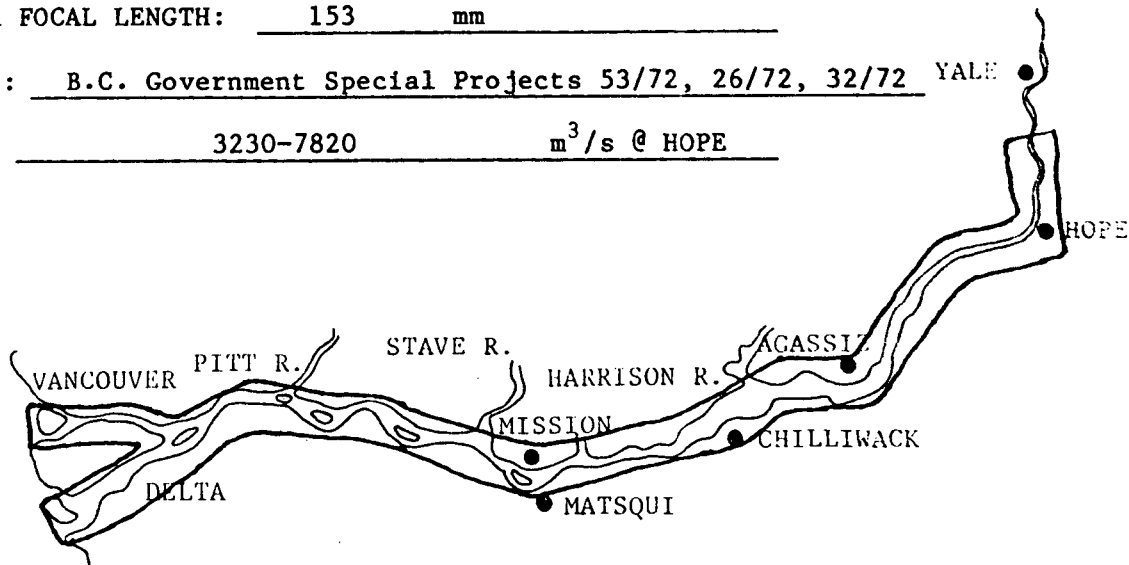 FOCAL LENGTH: 153 mm
: B.C. Government Special Projects 53/72, 26/72, 32/72
YALE
3230-7820 m³/s @ HOPE
HOPE
AGASSIZ
STAVE R.
PITT R.
HARRISON R.
VANCOUVER
MISSION
CHILLIWACK
DELTA
MATSQUI